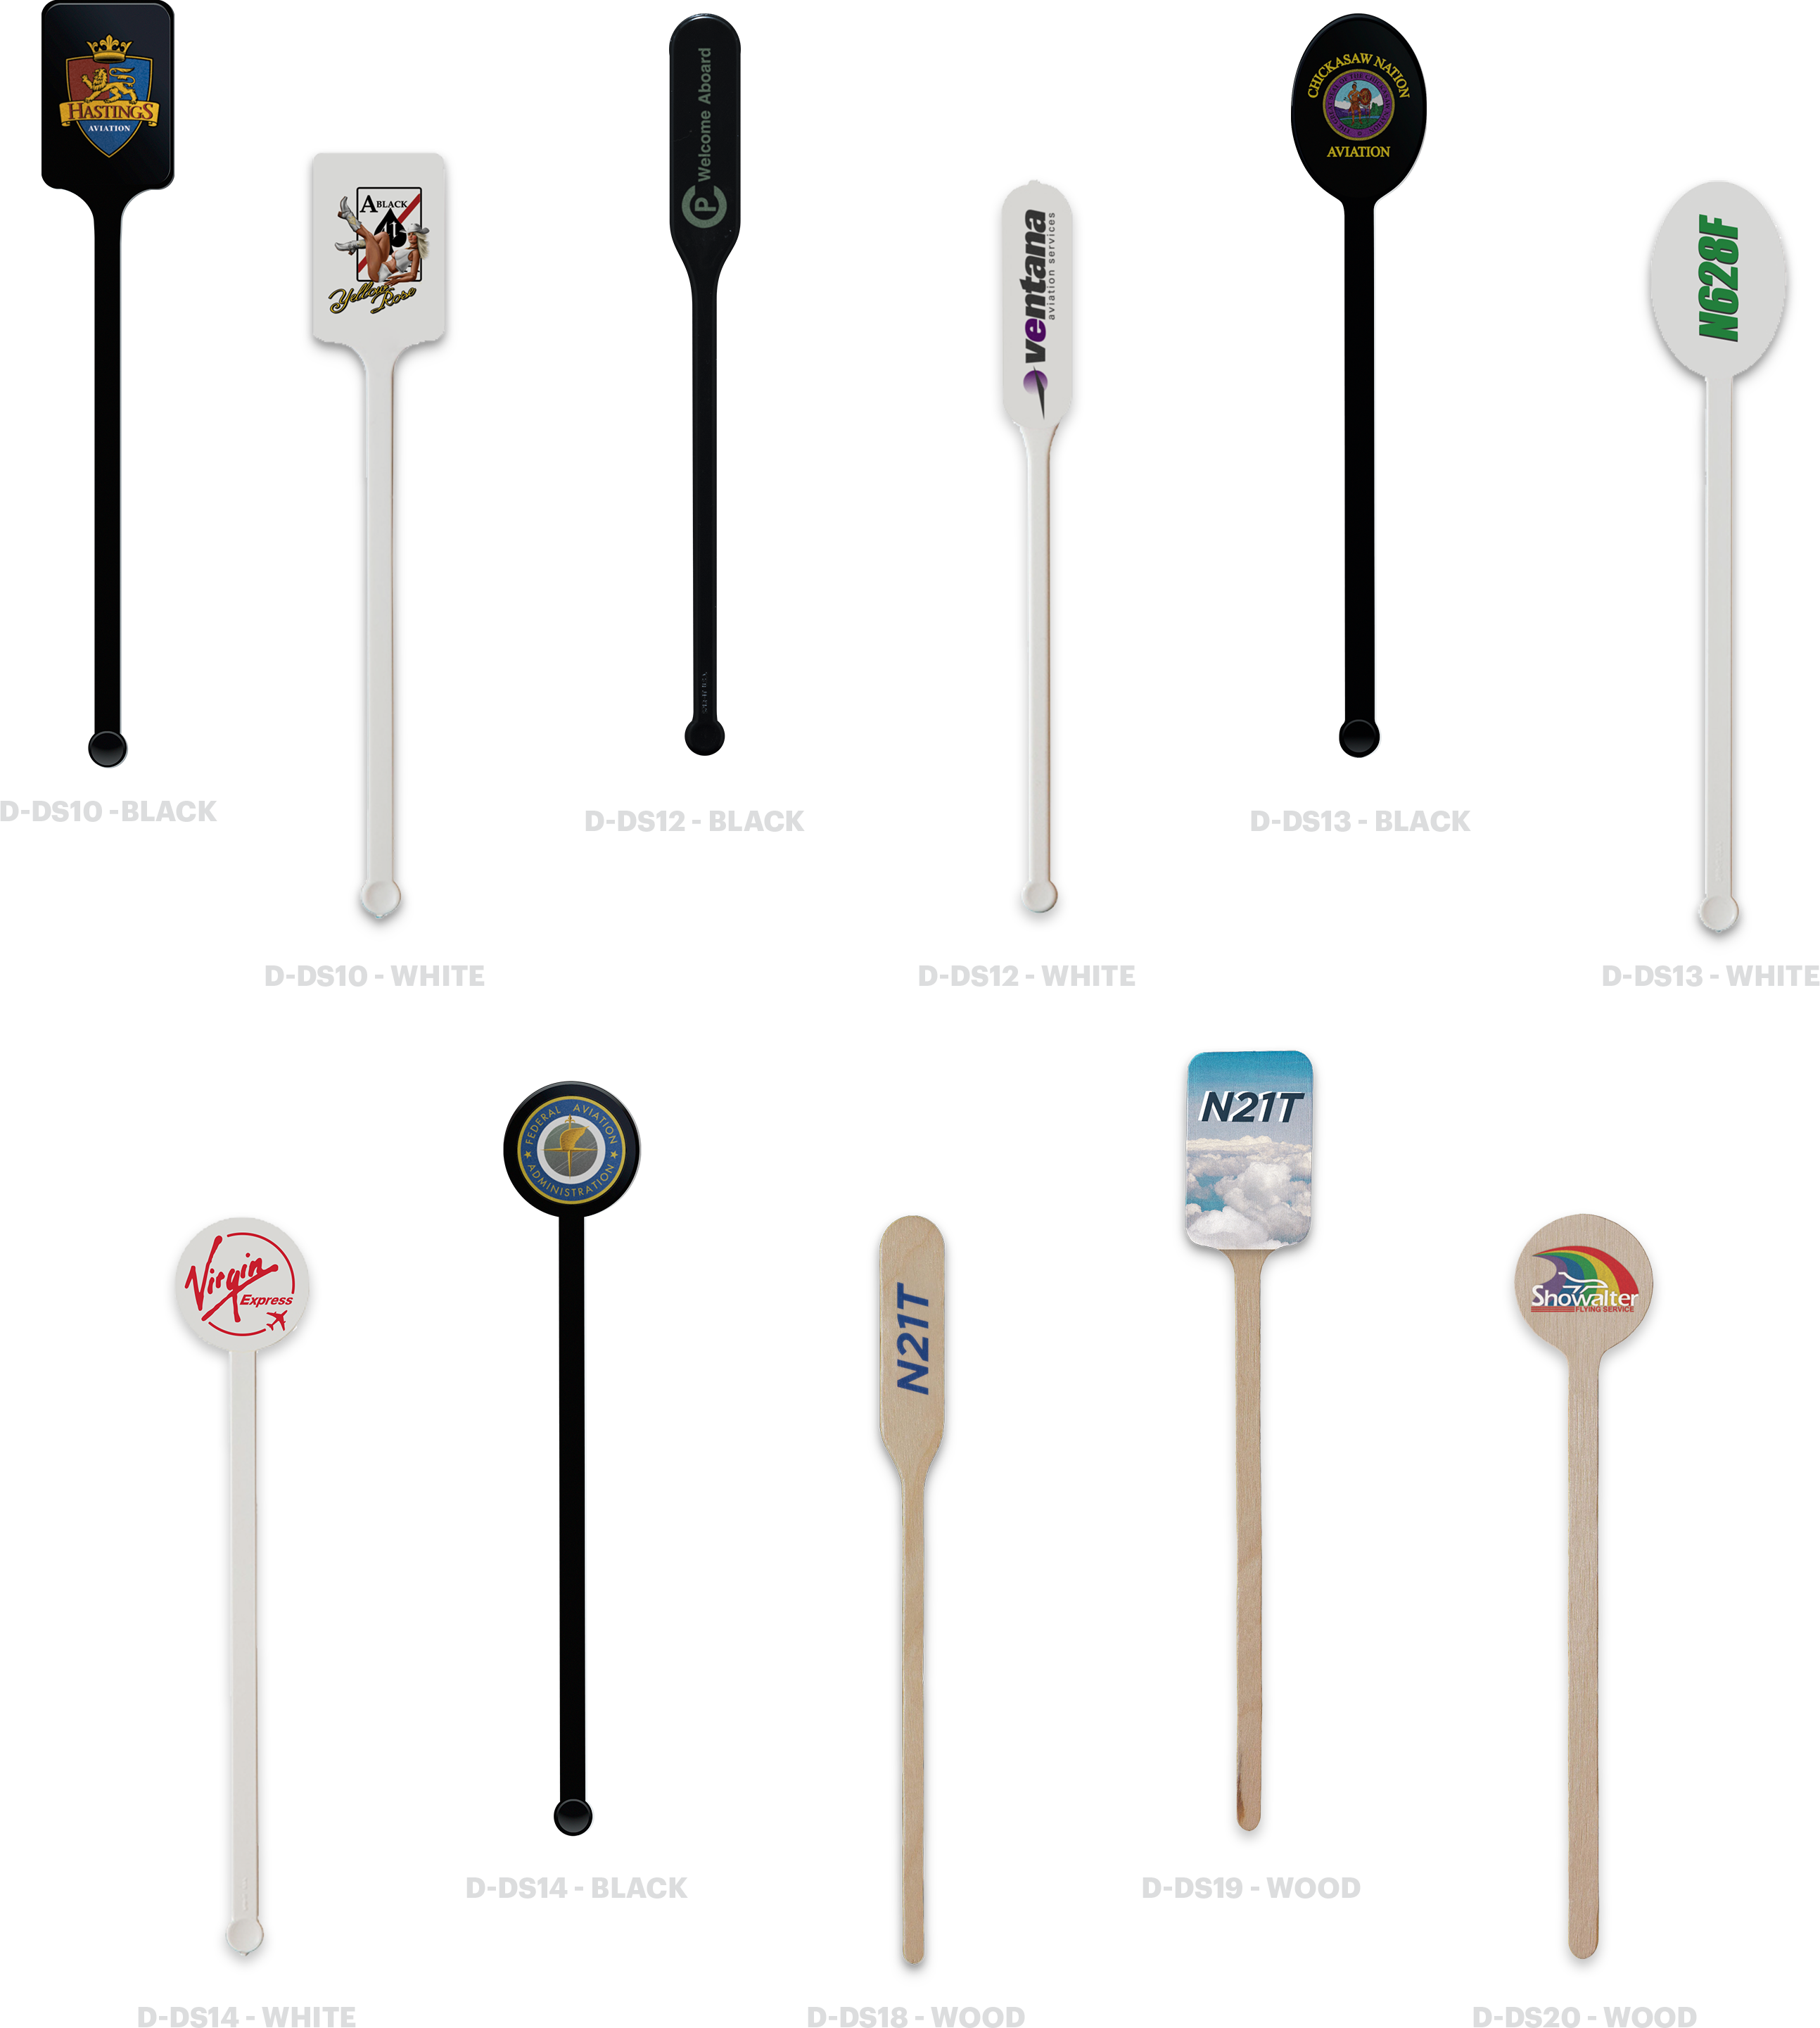 HASTINGS
AVIATION
D-DS10 -BLACK
A BLACK
1
Yellow Rose
D-DS10 - WHITE
Welcome Aboard
P
D-DS12 - BLACK
ventana
aviation services
D-DS12 - WHITE
CHICKASAW NATION
AVIATION
D-DS13 - BLACK
N628F
D-DS13 - WHITE
Virgin
Express
D-DS14 - WHITE
FEDERAL AVIATION
ADMINISTRATION
D-DS14 - BLACK
N21T
D-DS18 - WOOD
N21T
D-DS19 - WOOD
Showalter
FLYING SERVICE
D-DS20 - WOOD